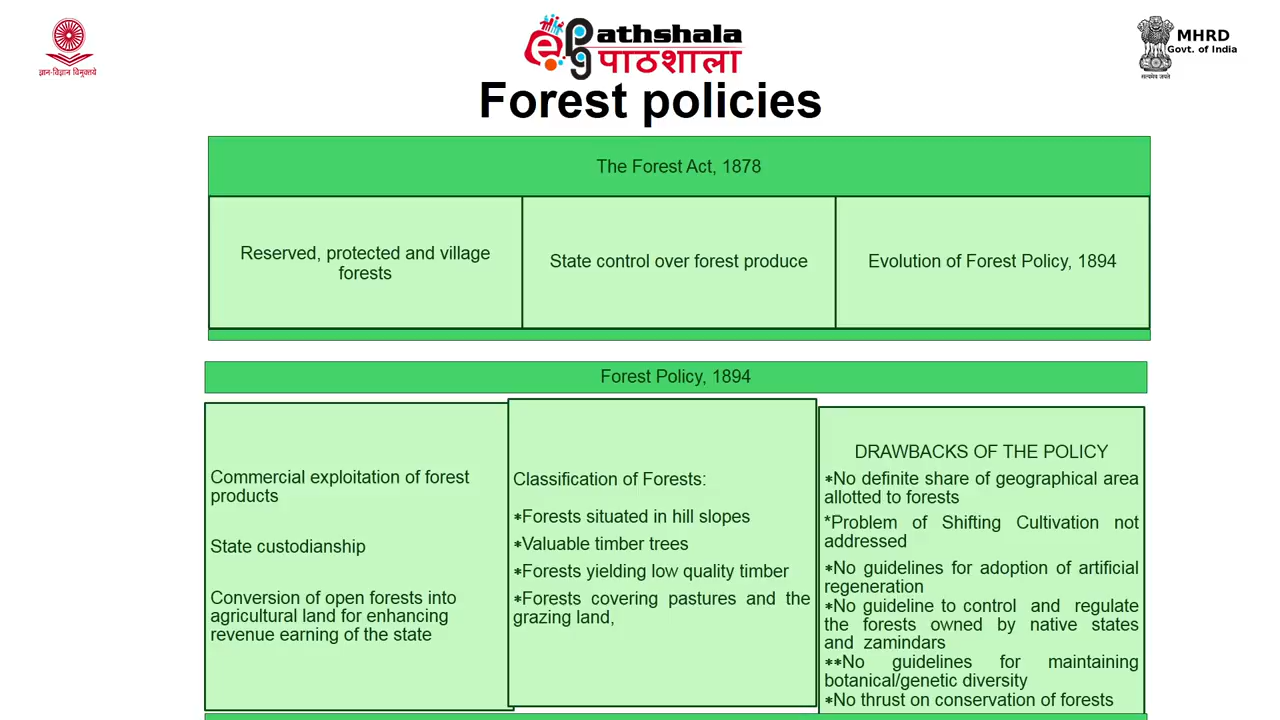 ज्ञान-विज्ञान विमुक्तये
Pathshala
पाठशाला
MHRD
Govt. of India
सत्यमेव जयते
Forest policies
The Forest Act, 1878
Reserved, protected and village
forests
State control over forest produce
Evolution of Forest Policy, 1894
Forest Policy, 1894
Commercial exploitation of forest
products
State custodianship
Conversion of open forests into
agricultural land for enhancing
revenue earning of the state
Classification of Forests:
*Forests situated in hill slopes
*Valuable timber trees
*Forests yielding low quality timber
*Forests covering pastures and the
grazing land,
DRAWBACKS OF THE POLICY
*No definite share of geographical area
allotted to forests
*Problem of Shifting Cultivation not
addressed
*No guidelines for adoption of artificial
regeneration
*No guideline to control and regulate
the forests owned by native states
and zamindars
**No guidelines for maintaining
botanical/genetic diversity
*No thrust on conservation of forests